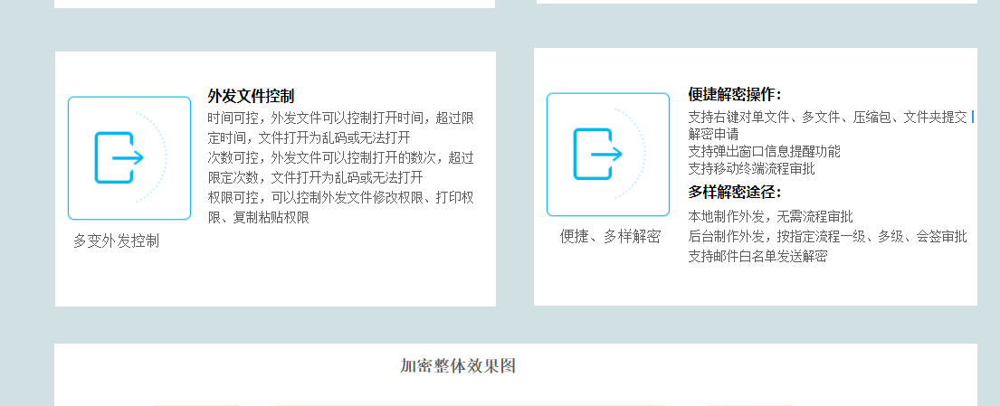 外发文件控制
时间可控，外发文件可以控制打开时间，超过限
定时间，文件打开为乱码或无法打开
次数可控，外发文件可以控制打开的数次，超过
限定次数，文件打开为乱码或无法打开
权限可控，可以控制外发文件修改权限、打印权
限、复制粘贴权限
多变外发控制
便捷解密操作：
支持右键对单文件、多文件、压缩包、文件夹提交
解密申请
支持弹出窗口信息提醒功能
支持移动终端流程审批
多样解密途径：
本地制作外发，无需流程审批
后台制作外发，按指定流程一级、多级、会签审批
支持邮件白名单发送解密
便捷、多样解密
加密整体效果图